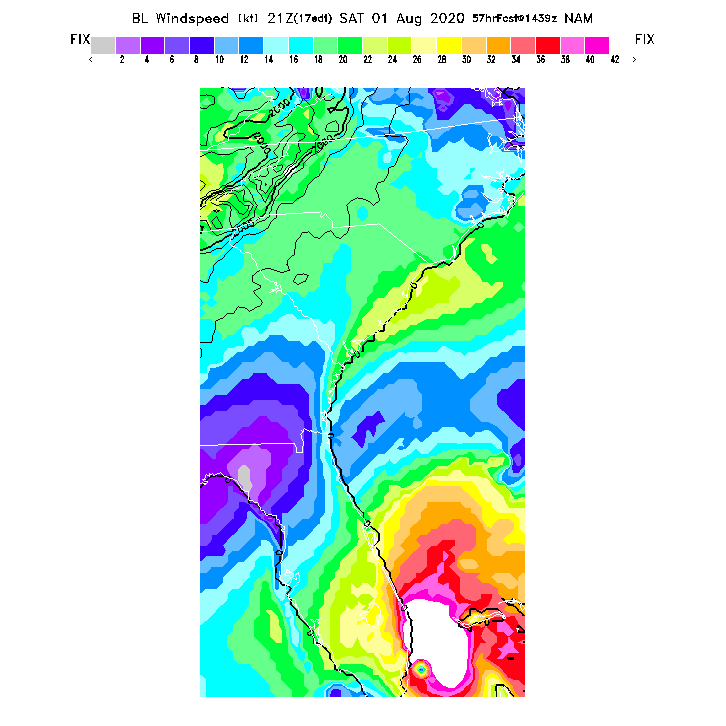 BL Windspeed [kt] 21Z(17edt) SAT 01 Aug 2020 57hrFcst@1439z NAM
FIX FIX
< 2 4 6 8 10 12 14 16 18 20 22 24 26 28 30 32 34 36 38 40 42 >
2000